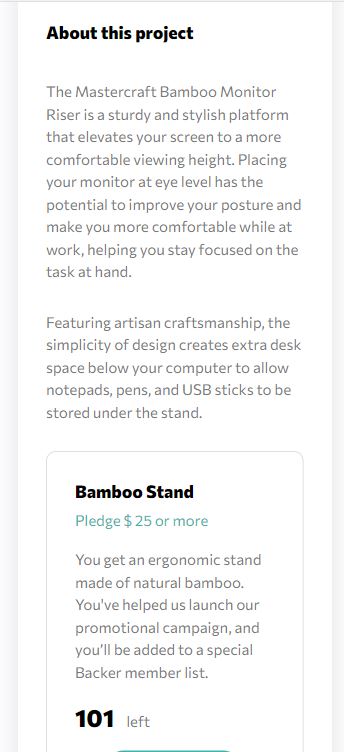 About this project
The Mastercraft Bamboo Monitor
Riser is a sturdy and stylish platform
that elevates your screen to a more
comfortable viewing height. Placing
your monitor at eye level has the
potential to improve your posture and
make you more comfortable while at
work, helping you stay focused on the
task at hand.
Featuring artisan craftsmanship, the
simplicity of design creates extra desk
space below your computer to allow
notepads, pens, and USB sticks to be
stored under the stand.
Bamboo Stand
Pledge $ 25 or more
You get an ergonomic stand
made of natural bamboo.
You've helped us launch our
promotional campaign, and
you'll be added to a special
Backer member list.
101 left